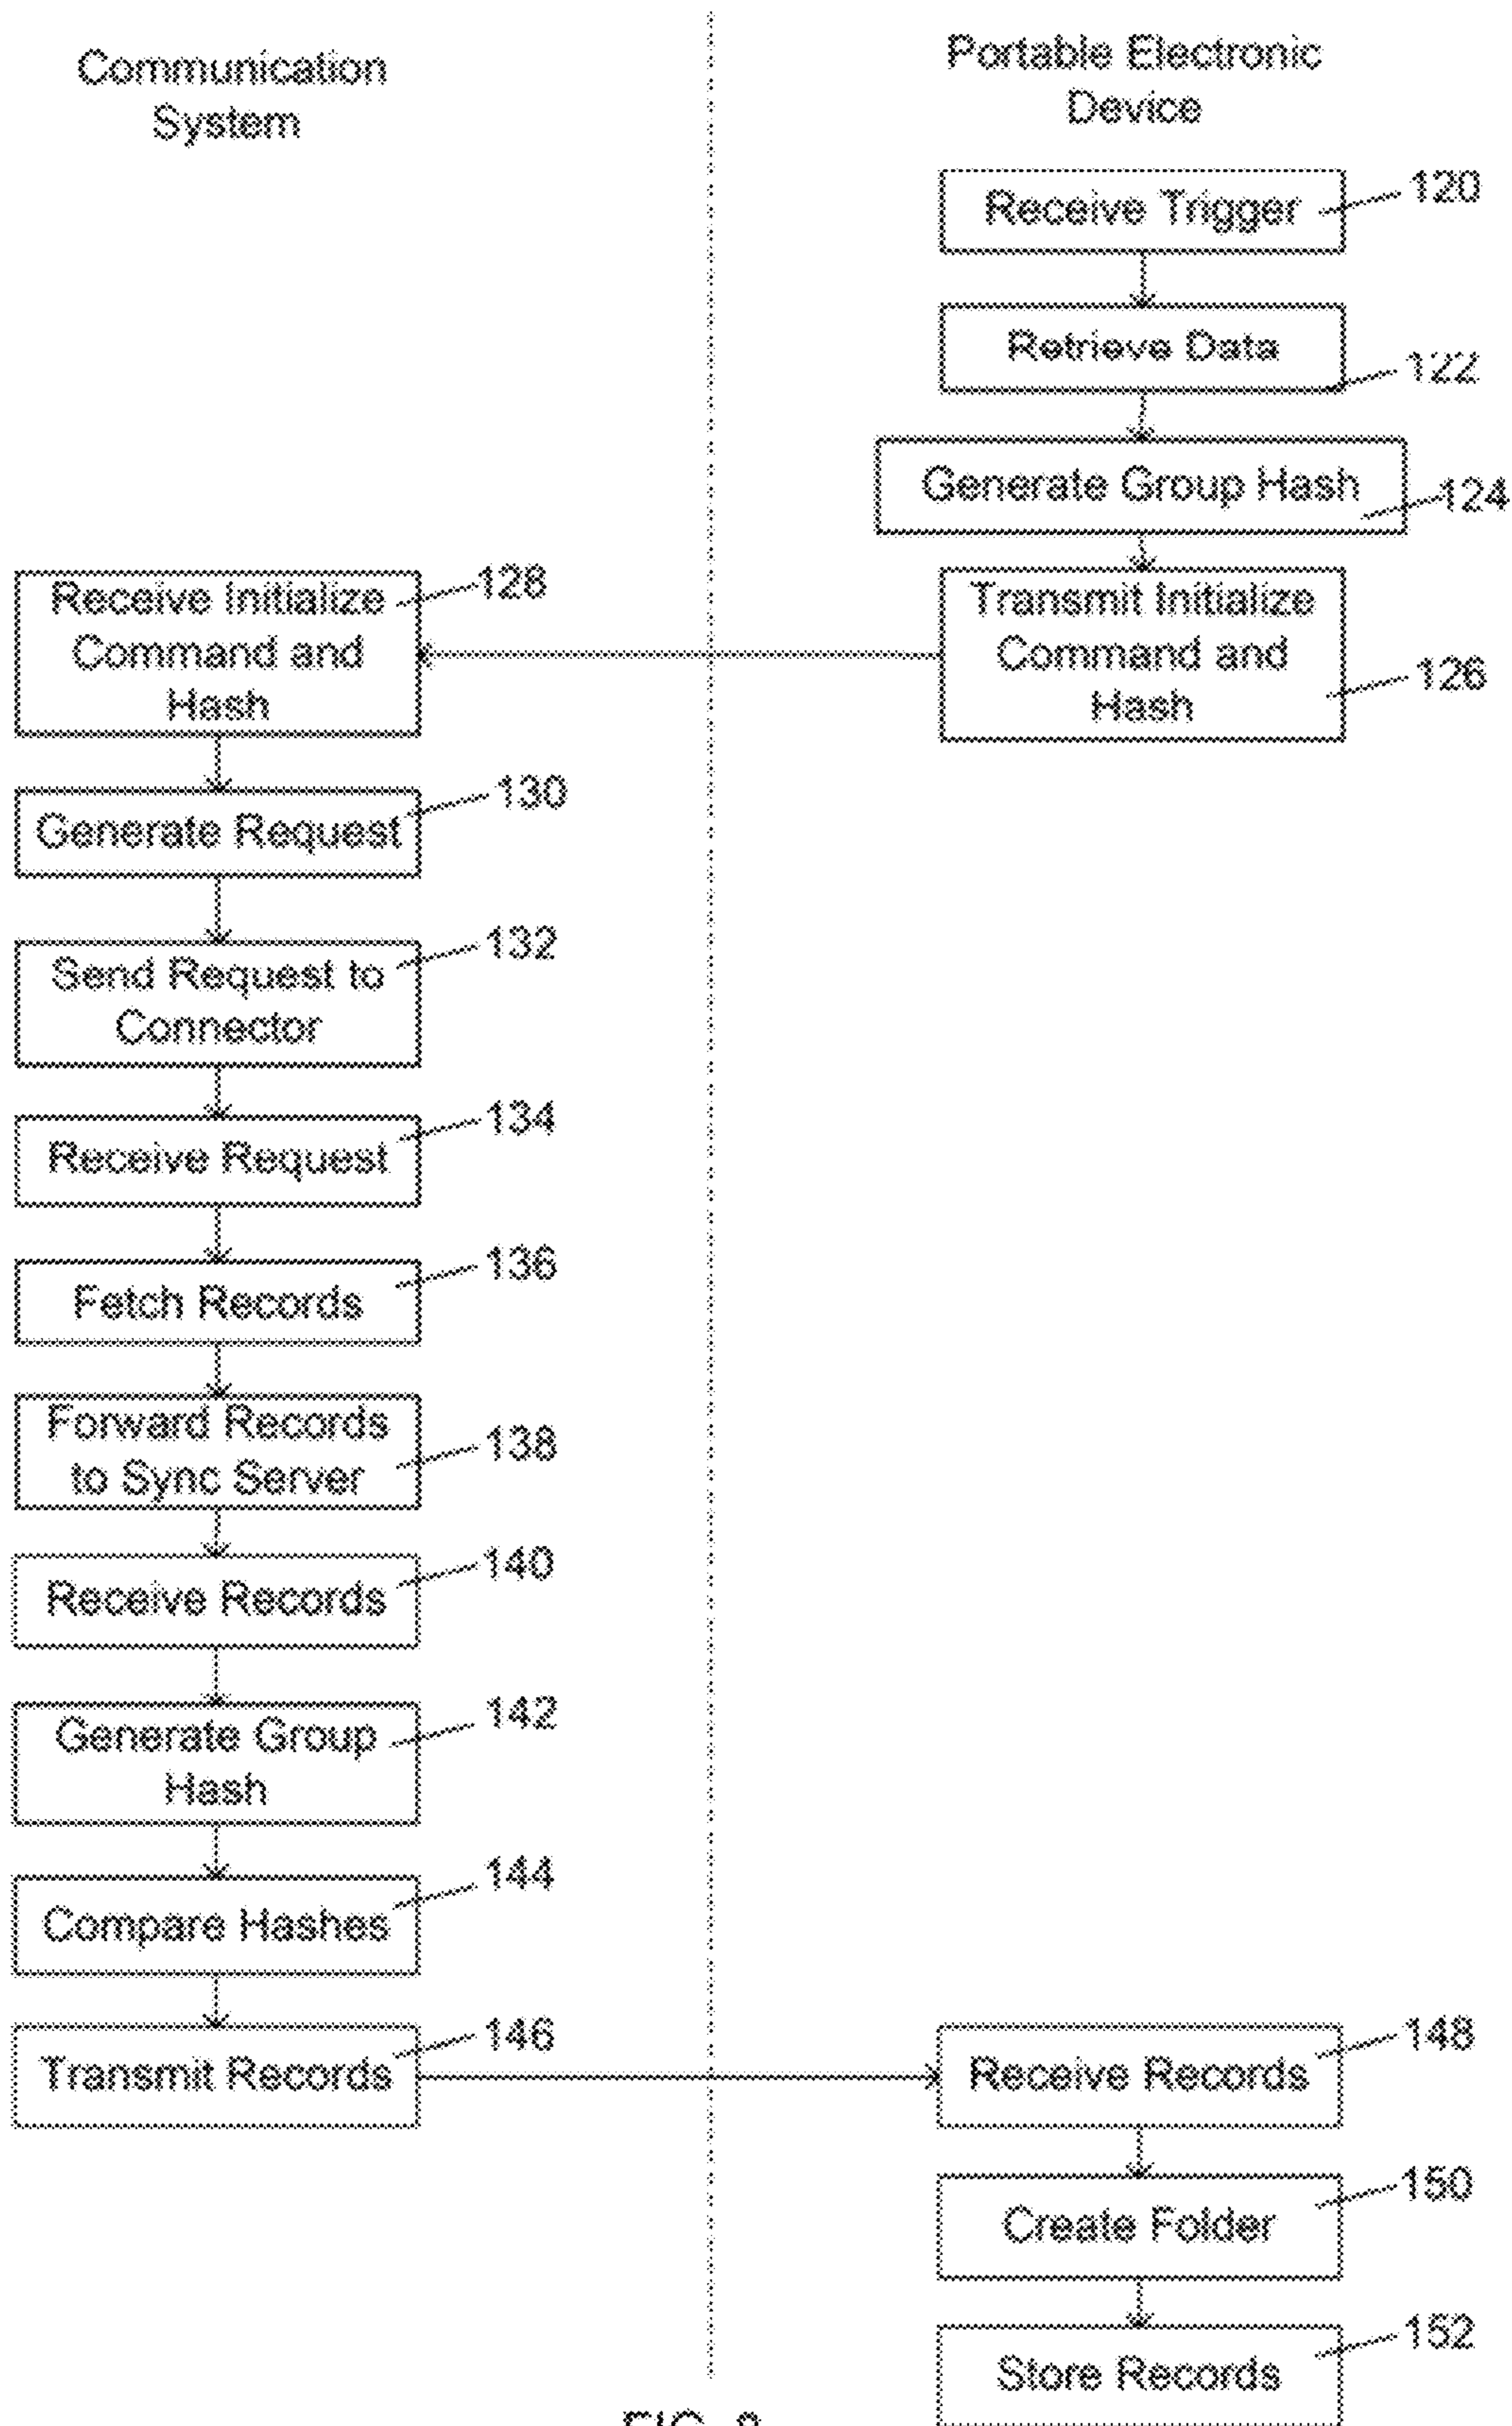 Communication
System
Portable Electronic
Device
Receive Trigger
120
Retrieve Data
122
Generate Group Hash
124
Transmit Initialize
Command and
Hash
126
Receive Initialize
Command and
Hash
128
Generate Request
130
Send Request to
Connector
132
Receive Request
134
Fetch Records
136
Forward Records
to Sync Server
138
Receive Records
140
Generate Group
Hash
142
Compare Hashes
144
Transmit Records
146
Receive Records
148
Create Folder
150
Store Records
152
FIG.